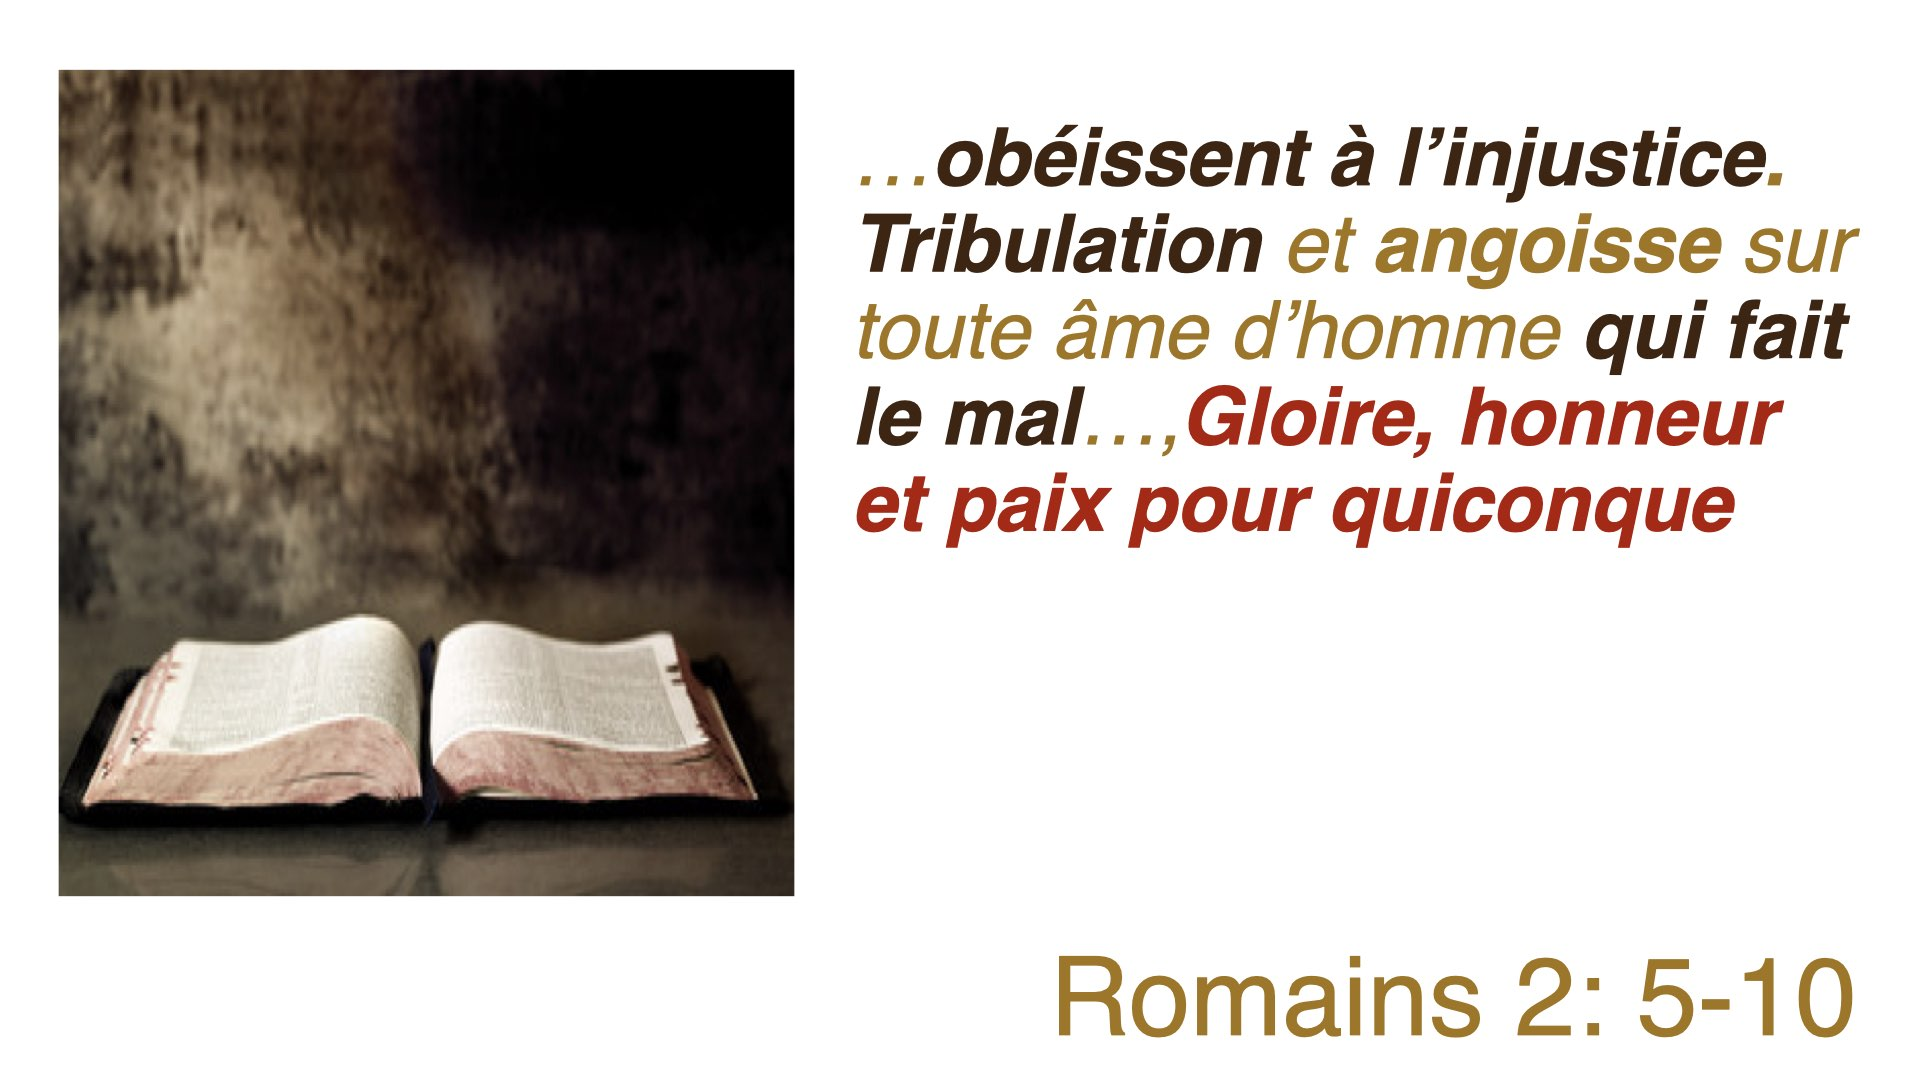 …obéissent à l’injustice.
Tribulation et angoisse sur
toute âme d’homme qui fait
le mal…,Gloire, honneur
et paix pour quiconque
Romains 2: 5-10